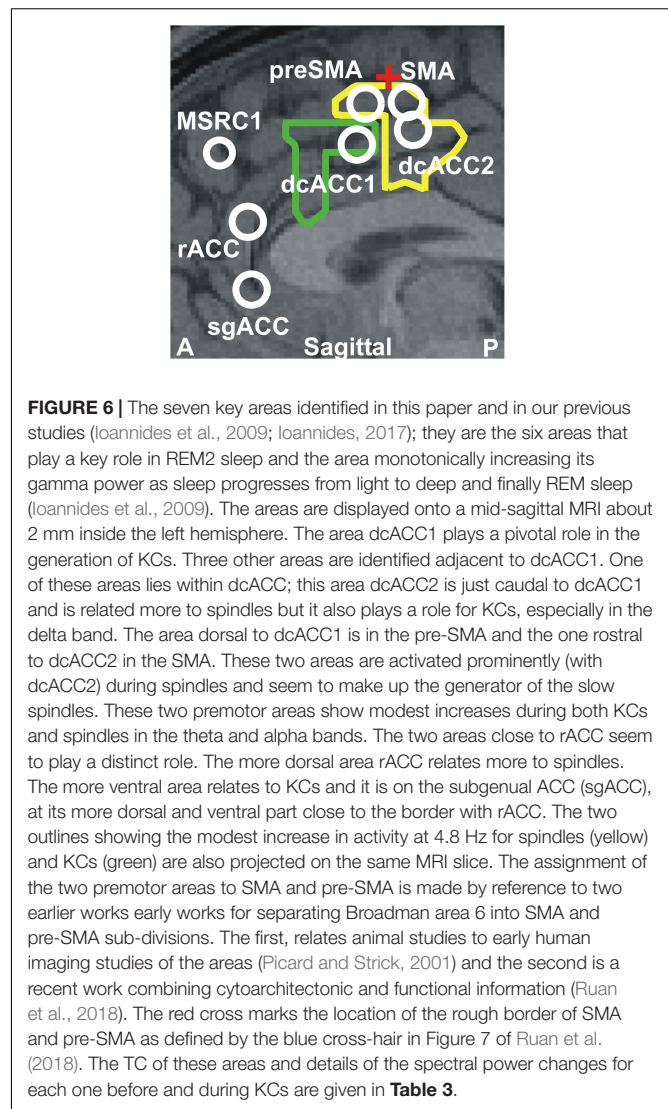 preSMA SMA
MSRC1
dcACC1 dcACC2
rACC
sgACC
A Sagittal P
FIGURE 6 | The seven key areas identified in this paper and in our previous
studies (Ioannides et al., 2009; Ioannides, 2017); they are the six areas that
play a key role in REM2 sleep and the area monotonically increasing its
gamma power as sleep progresses from light to deep and finally REM sleep
(Ioannides et al., 2009). The areas are displayed onto a mid-sagittal MRI about
2 mm inside the left hemisphere. The area dcACC1 plays a pivotal role in the
generation of KCs. Three other areas are identified adjacent to dcACC1. One
of these areas lies within dcACC; this area dcACC2 is just caudal to dcACC1
and is related more to spindles but it also plays a role for KCs, especially in the
delta band. The area dorsal to dcACC1 is in the pre-SMA and the one rostral
to dcACC2 in the SMA. These two areas are activated prominently (with
dcACC2) during spindles and seem to make up the generator of the slow
spindles. These two premotor areas show modest increases during both KCs
and spindles in the theta and alpha bands. The two areas close to rACC seem
to play a distinct role. The more dorsal area rACC relates more to spindles.
The more ventral area relates to KCs and it is on the subgenual ACC (sgACC),
at its more dorsal and ventral part close to the border with rACC. The two
outlines showing the modest increase in activity at 4.8 Hz for spindles (yellow)
and KCs (green) are also projected on the same MRI slice. The assignment of
the two premotor areas to SMA and pre-SMA is made by reference to two
earlier works early works for separating Broadman area 6 into SMA and
pre-SMA sub-divisions. The first, relates animal studies to early human
imaging studies of the areas (Picard and Strick, 2001) and the second is a
recent work combining cytoarchitectonic and functional information (Ruan
et al., 2018). The red cross marks the location of the rough border of SMA
and pre-SMA as defined by the blue cross-hair in Figure 7 of Ruan et al.
(2018). The TC of these areas and details of the spectral power changes for
each one before and during KCs are given in Table 3.